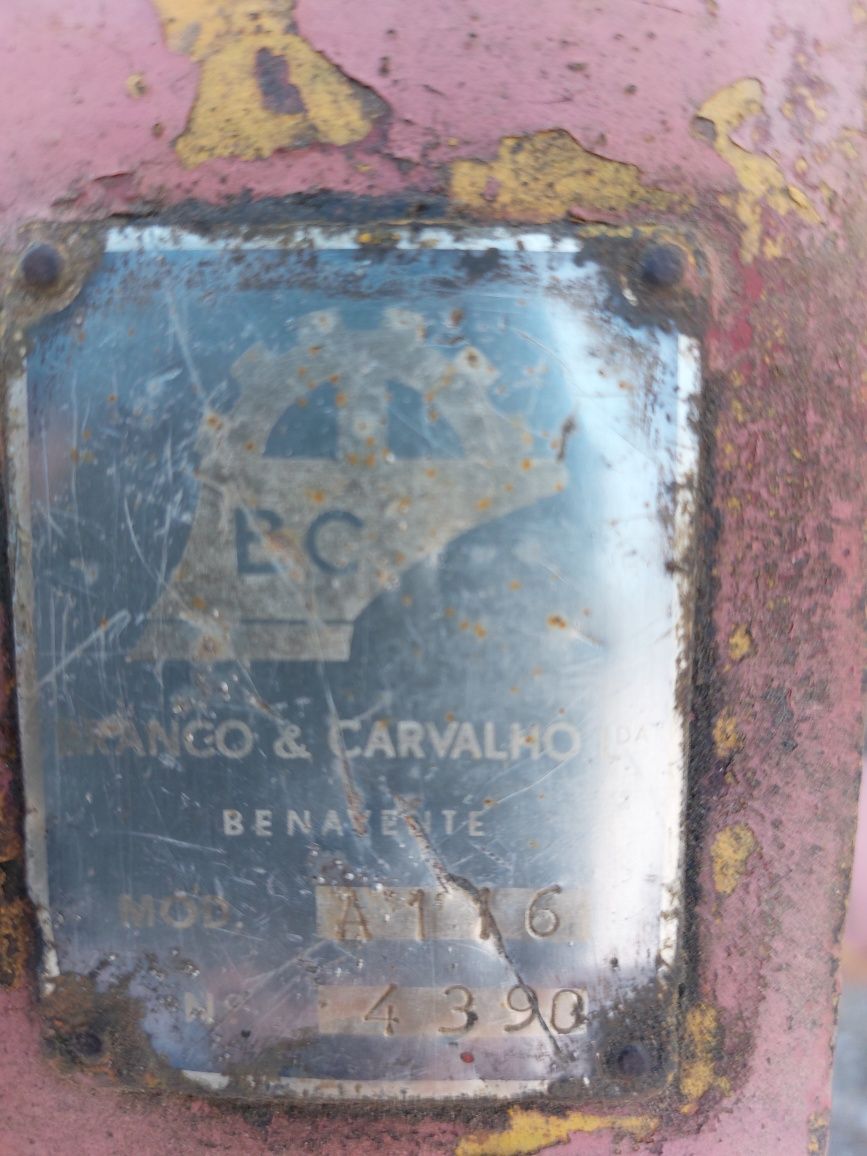 BC
BRANCO & CARVALHO LDA
BENAVENTE
MOD. A116
Nº 4390